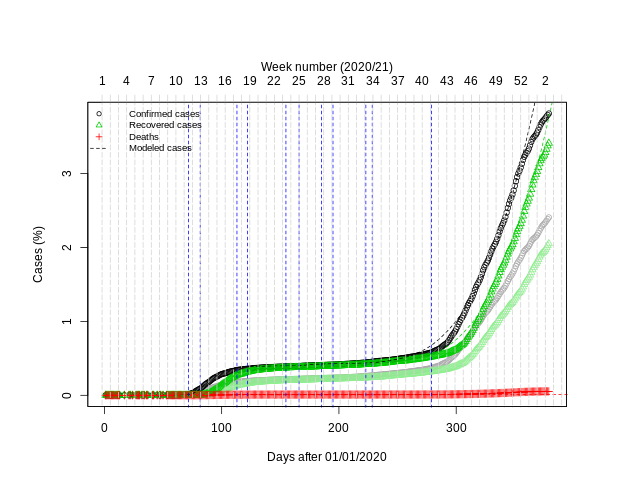 Week number (2020/21)
1 4 7 10 13 16 19 22 25 28 31 34 37 40 43 46 49 52 2
Confirmed cases
Recovered cases
Deaths
Modeled cases
3
2
1
0
Cases (%)
0 100 200 300
Days after 01/01/2020